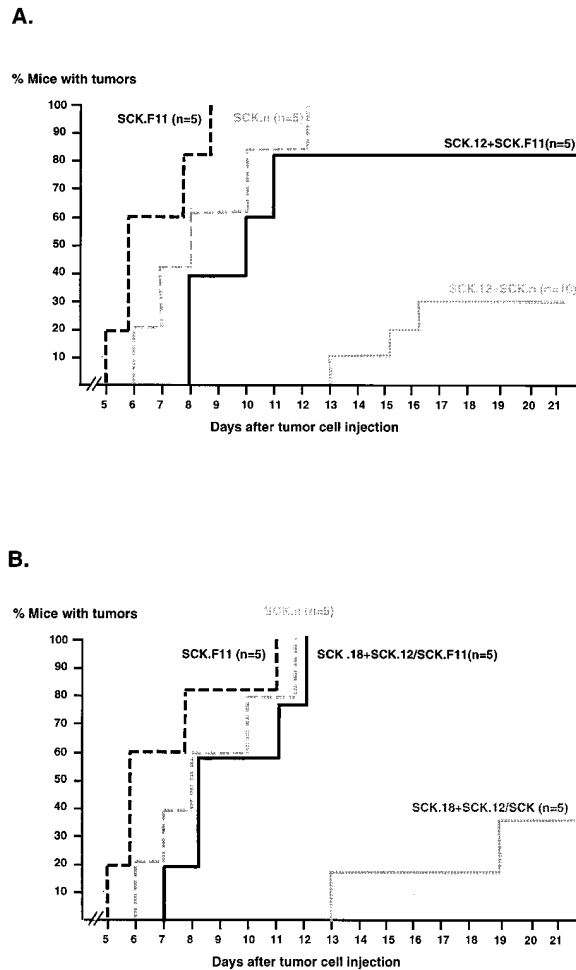 A.
% Mice with tumors
100
90
80
70
60
50
40
30
20
10
SCK.F11 (n=5)
SCK.n (n=5)
SCK.12+SCK.F11(n=5)
SCK.12+SCK.n (n=10)
5 6 7 8 9 10 11 12 13 14 15 16 17 18 19 20 21
Days after tumor cell injection
B.
% Mice with tumors
SCK.n (n=5)
100
90
80
70
60
50
40
30
20
10
SCK.F11 (n=5)
SCK .18+SCK.12/SCK.F11(n=5)
SCK.18+SCK.12/SCK (n=5)
5 6 7 8 9 10 11 12 13 14 15 16 17 18 19 20 21
Days after tumor cell injection